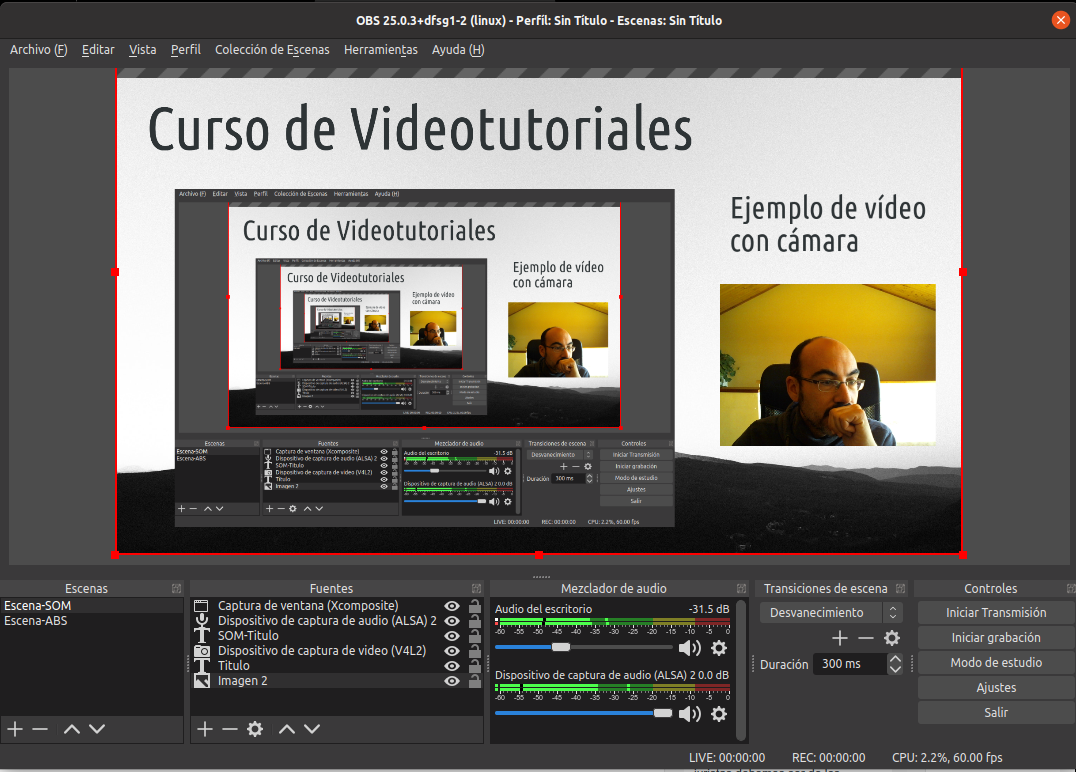 OBS 25.0.3+dfsg1-2 (linux) - Perfil: Sin Título - Escenas: Sin Título
Archivo (F) Editar Vista Perfil Colección de Escenas Herramientas Ayuda (H)
Curso de Videotutoriales
Ejemplo de vídeo
con cámara
Archivo (F) Editar Vista Perfil Colección de Escenas Herramientas Ayuda (H)
Curso de Videotutoriales
Ejemplo de vídeo
con cámara
Curso de Videotutoriales
Ejemplo de vídeo
con cámara
Curso de Videotutoriales
Escenas Fuentes Mezclador de audio Transiciones de escena Controles
Escena-SOM
Escena-ABS
Captura de ventana (Xcomposite)
Dispositivo de captura de audio (ALSA) 2
SOM-Titulo
Dispositivo de captura de video (V4L2)
Titulo
Imagen 2
Audio del escritorio -31.5 dB
Dispositivo de captura de audio (ALSA) 2 0.0 dB
Desvanecimiento
Duración 300 ms
Iniciar Transmisión
Iniciar grabación
Modo de estudio
Ajustes
Salir
LIVE: 00:00:00 REC: 00:00:00 CPU: 2.2%, 60.00 fps
Escenas Fuentes Mezclador de audio Transiciones de escena Controles
Escena-SOM
Escena-ABS
Captura de ventana (Xcomposite)
Dispositivo de captura de audio (ALSA) 2
SOM-Titulo
Dispositivo de captura de video (V4L2)
Titulo
Imagen 2
Audio del escritorio -31.5 dB
-60 -55 -50 -45 -40 -35 -30 -25 -20 -15 -10 -5 0
Dispositivo de captura de audio (ALSA) 2 0.0 dB
-60 -55 -50 -45 -40 -35 -30 -25 -20 -15 -10 -5 0
Desvanecimiento
Duración 300 ms
Iniciar Transmisión
Iniciar grabación
Modo de estudio
Ajustes
Salir
LIVE: 00:00:00 REC: 00:00:00 CPU: 2.2%, 60.00 fps